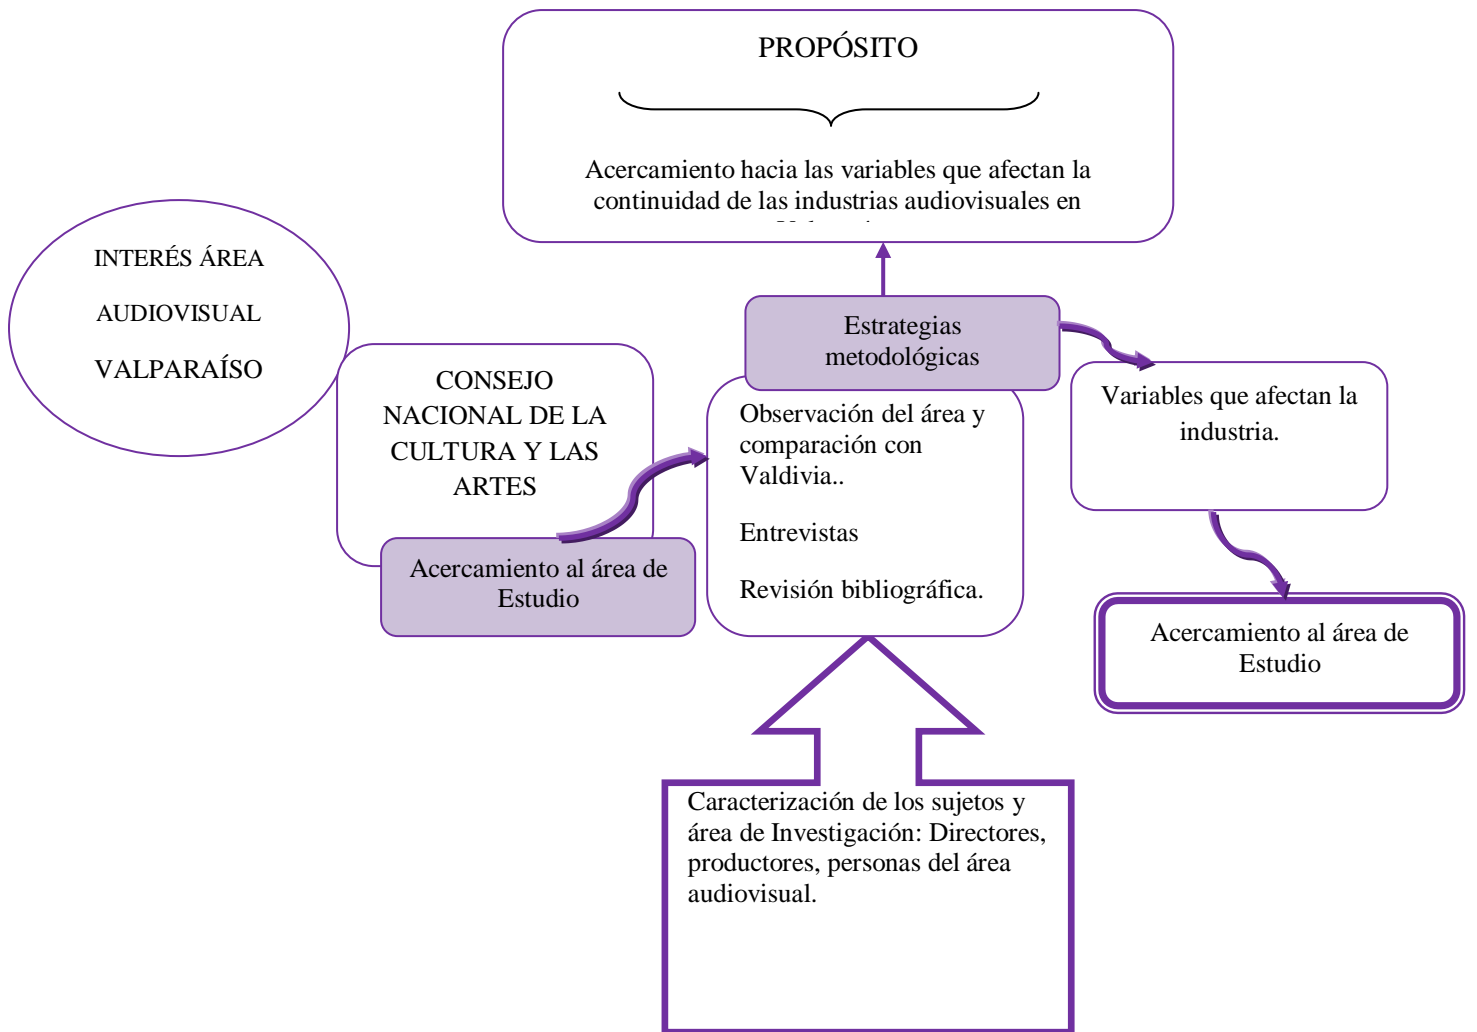 PROPÓSITO
Acercamiento hacia las variables que afectan la
continuidad de las industrias audiovisuales en
INTERÉS ÁREA
AUDIOVISUAL
VALPARAÍSO
CONSEJO
NACIONAL DE LA
CULTURA Y LAS
ARTES
Acercamiento al área de
Estudio
Estrategias
metodológicas
Observación del área y
comparación con
Valdivia..
Entrevistas
Revisión bibliográfica.
Variables que afectan la
industria.
Acercamiento al área de
Estudio
Caracterización de los sujetos y
área de Investigación: Directores,
productores, personas del área
audiovisual.